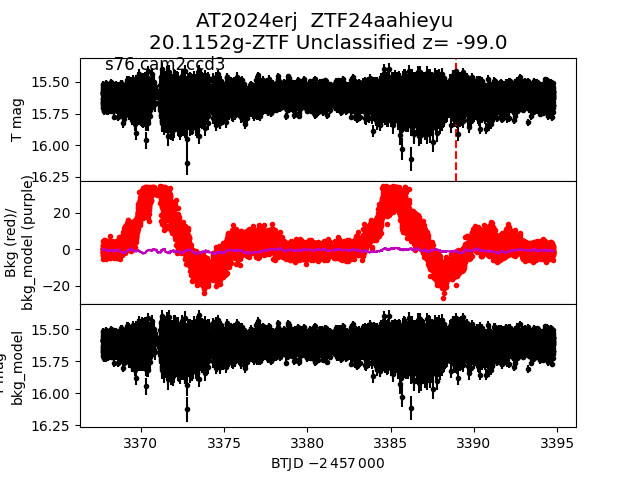 AT2024erj  ZTF24aahieyu
20.1152g-ZTF Unclassified z= -99.0
s76 cam2ccd3
15.50
15.75
16.00
16.25
T mag
20
0
−20
Bkg (red)/
bkg_model (purple)
15.50
15.75
16.00
16.25
mag
bkg_model
3370
3375
3380
3385
3390
3395
BTJD −2 457 000